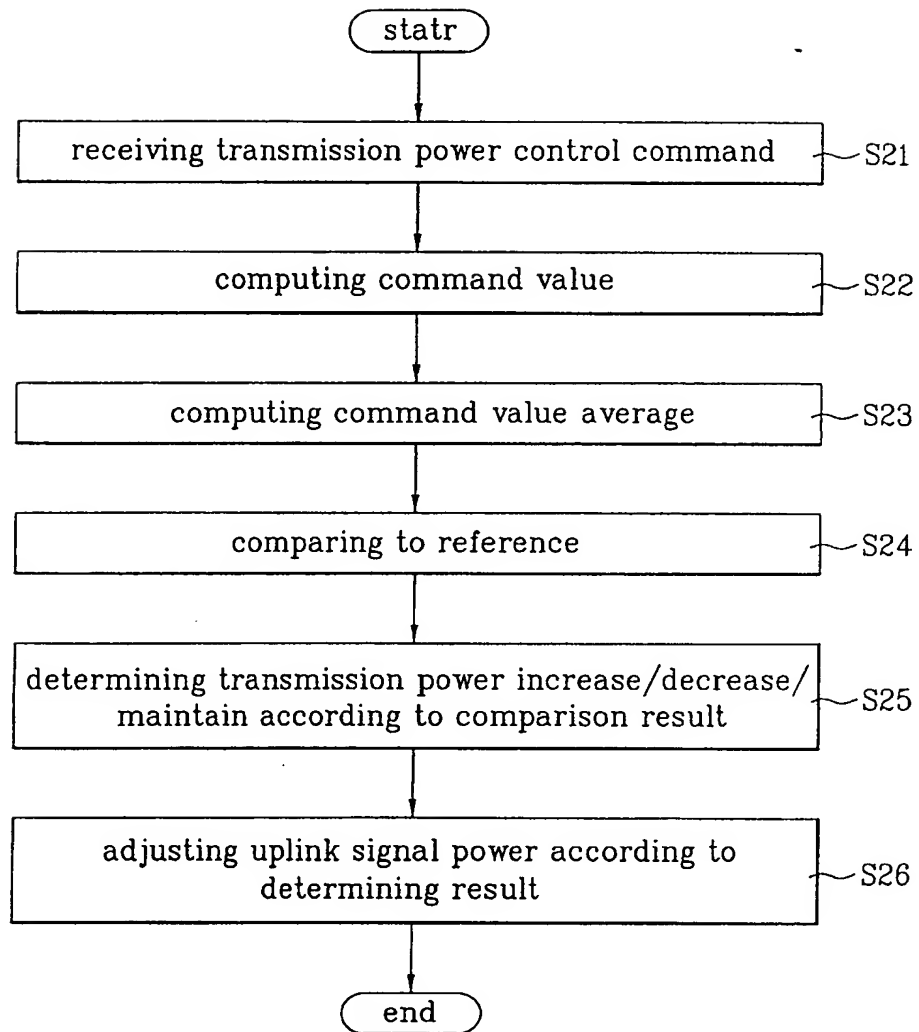 statr
receiving transmission power control command
S21
computing command value
S22
computing command value average
S23
comparing to reference
S24
determining transmission power increase/decrease/
maintain according to comparison result
S25
adjusting uplink signal power according to
determining result
S26
end